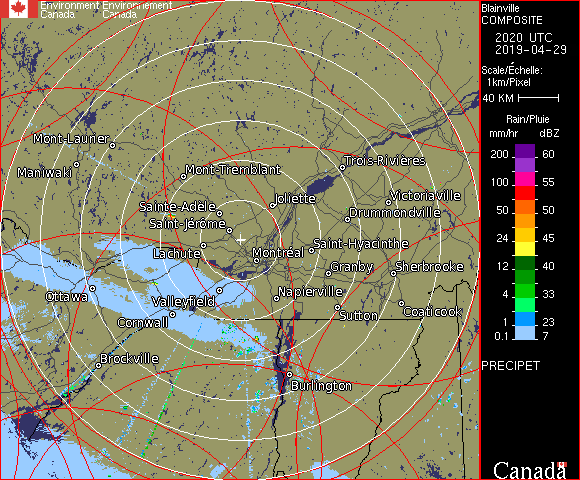 Environment Environnement
Canada Canada
Blainville
COMPOSITE
2020 UTC
2019-04-29
Scale/Échelle:
1km/Pixel
40 KM
Rain/Pluie
mm/hr dBZ
200 60
100 55
50 50
24 45
12 40
4 33
1 23
0.1 7
PRECIPET
Canada
Mont-Laurier
Maniwaki
Mont-Tremblant
Trois-Rivières
Joliette
Victoriaville
Sainte-Adèle
Drummondville
Saint-Jérôme
Lachute
Montréal
Saint-Hyacinthe
Granby
Sherbrooke
Ottawa
Valleyfield
Napierville
Cornwall
Sutton
Coaticook
Brockville
Burlington